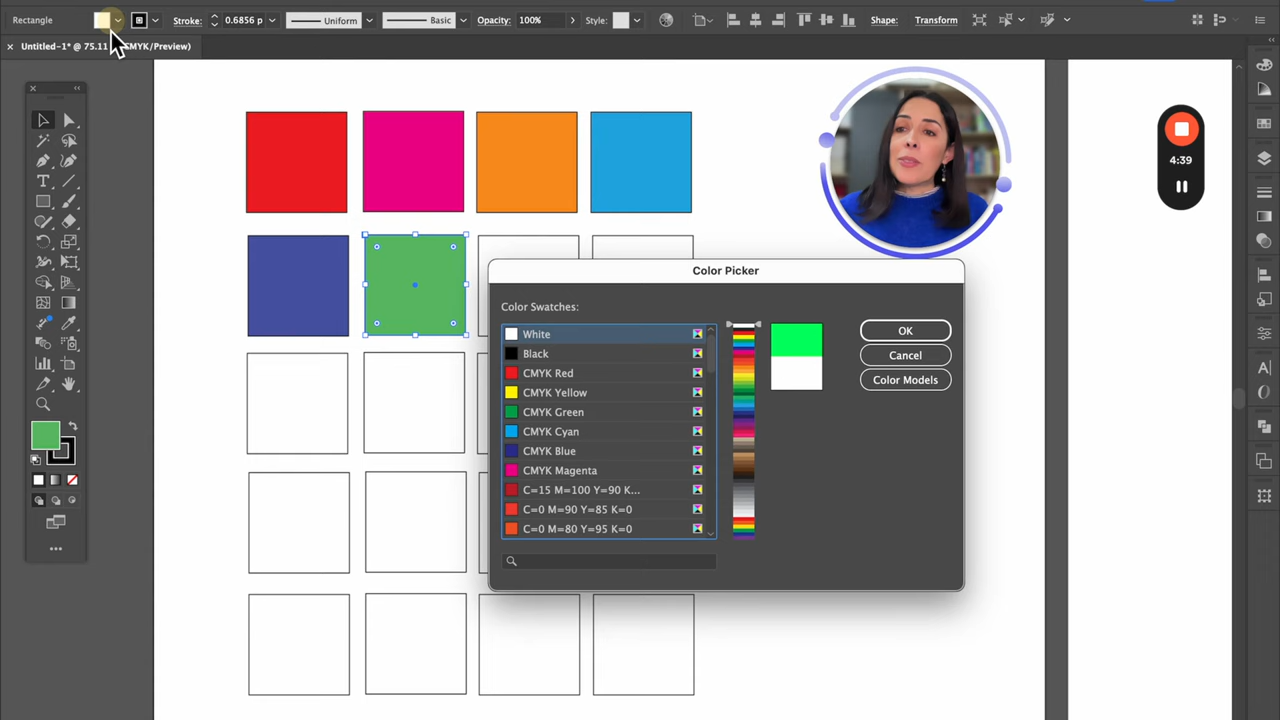 Rectangle
Stroke: 0.6856 p
Uniform
Basic
Opacity: 100%
Style:
Shape:
Transform
Untitled-1* @ 75.11
CMYK/Preview)
4:39
Color Picker
Color Swatches:
White
Black
CMYK Red
CMYK Yellow
CMYK Green
CMYK Cyan
CMYK Blue
CMYK Magenta
C=15 M=100 Y=90 K...
C=0 M=90 Y=85 K=0
C=0 M=80 Y=95 K=0
OK
Cancel
Color Models